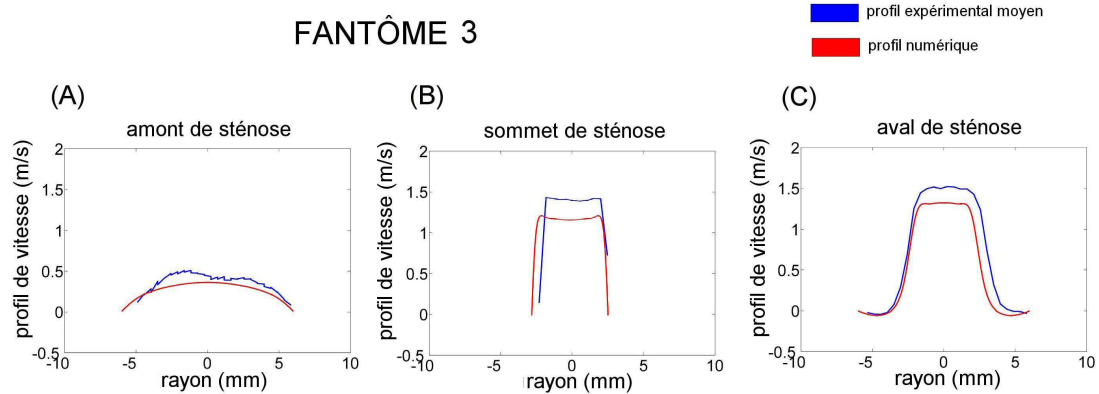 FANTÔME 3
profil expérimental moyen
profil numérique
(A)
amont de sténose
profil de vitesse (m/s)
2
1.5
1
0.5
0
-0.5
-10
-5
0
5
10
rayon (mm)
(B)
sommet de sténose
profil de vitesse (m/s)
2
1.5
1
0.5
0
-0.5
-10
-5
0
5
10
rayon (mm)
(C)
aval de sténose
profil de vitesse (m/s)
2
1.5
1
0.5
0
-0.5
-10
-5
0
5
10
rayon (mm)